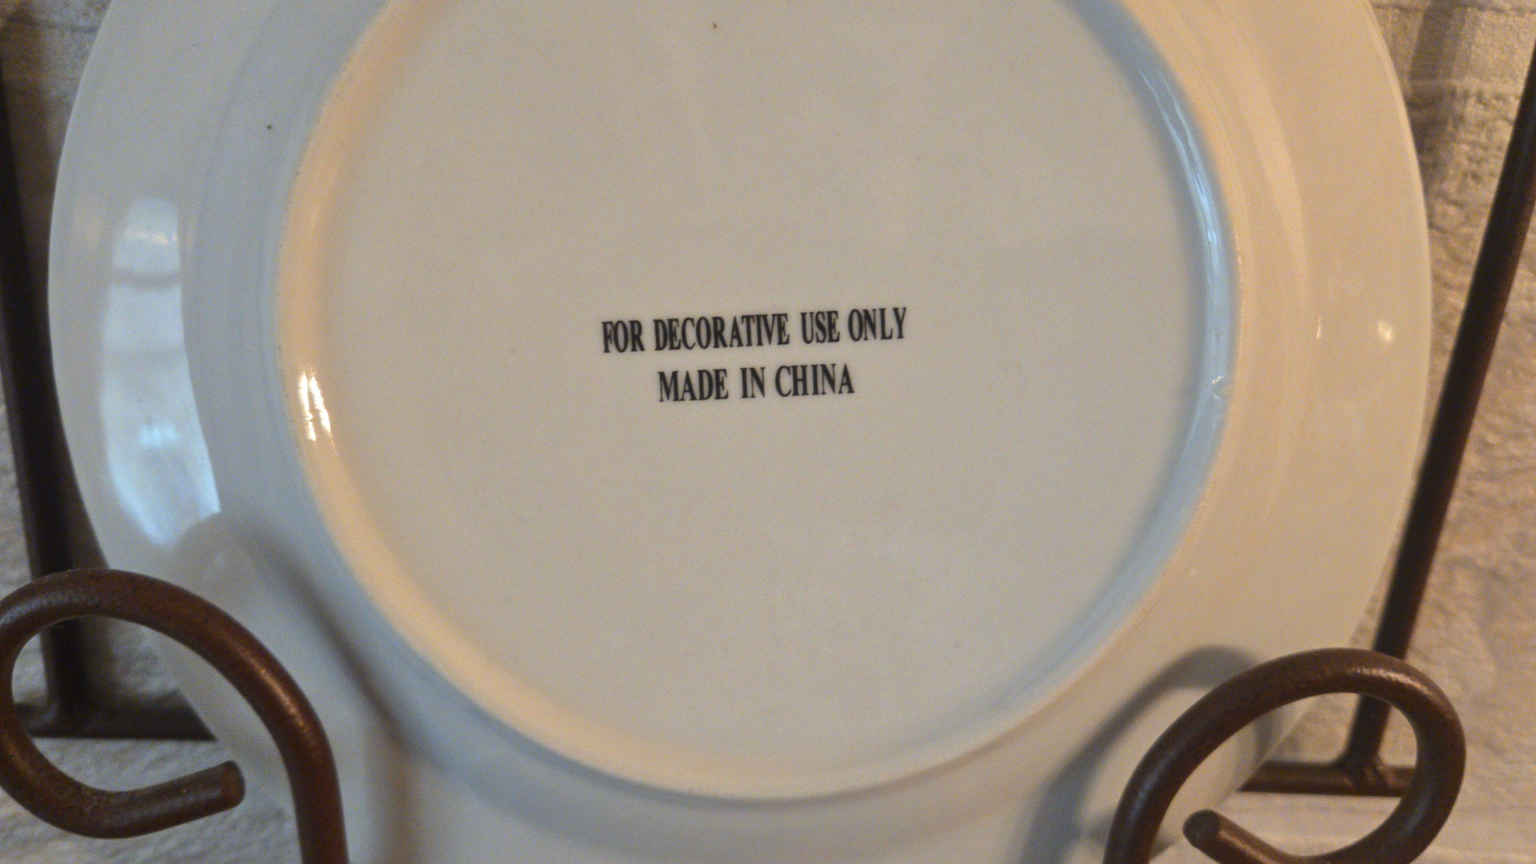 FOR DECORATIVE USE ONLY
MADE IN CHINA